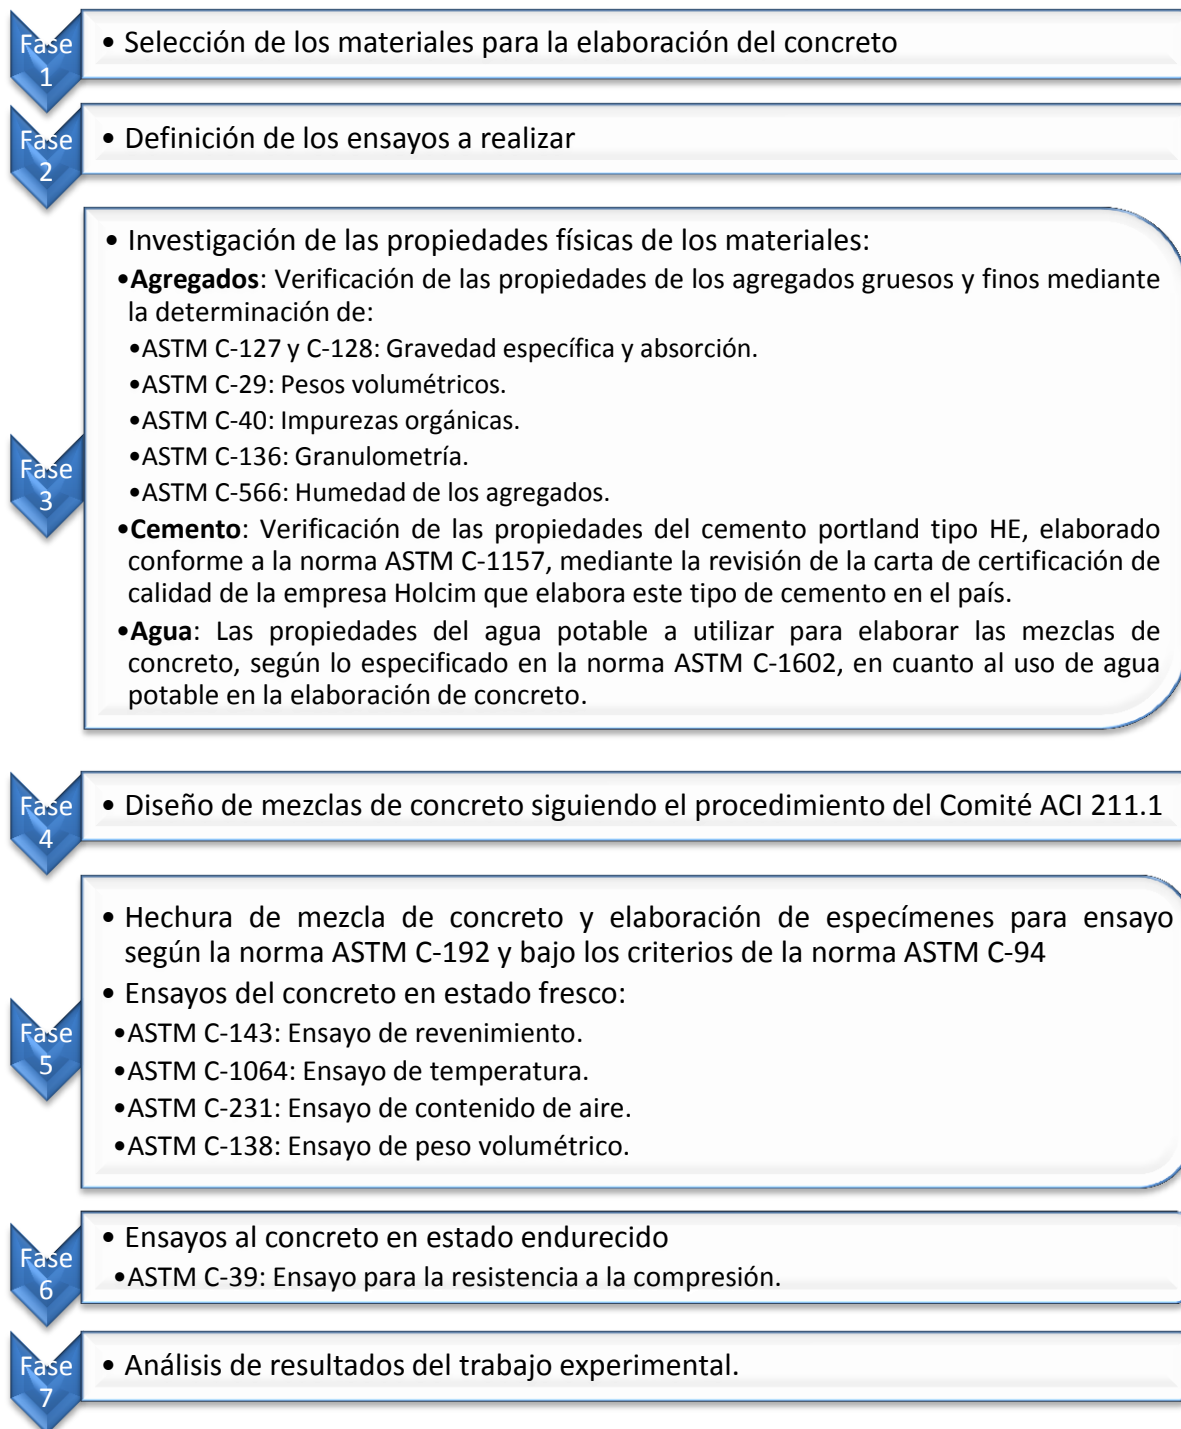 Fase
1
• Selección de los materiales para la elaboración del concreto
Fase
2
• Definición de los ensayos a realizar
Fase
3
• Investigación de las propiedades físicas de los materiales:
•Agregados: Verificación de las propiedades de los agregados gruesos y finos mediante
la determinación de:
•ASTM C-127 y C-128: Gravedad específica y absorción.
•ASTM C-29: Pesos volumétricos.
•ASTM C-40: Impurezas orgánicas.
•ASTM C-136: Granulometría.
•ASTM C-566: Humedad de los agregados.
•Cemento: Verificación de las propiedades del cemento portland tipo HE, elaborado
conforme a la norma ASTM C-1157, mediante la revisión de la carta de certificación de
calidad de la empresa Holcim que elabora este tipo de cemento en el país.
•Agua: Las propiedades del agua potable a utilizar para elaborar las mezclas de
concreto, según lo especificado en la norma ASTM C-1602, en cuanto al uso de agua
potable en la elaboración de concreto.
Fase
4
• Diseño de mezclas de concreto siguiendo el procedimiento del Comité ACI 211.1
Fase
5
• Hechura de mezcla de concreto y elaboración de especímenes para ensayo
según la norma ASTM C-192 y bajo los criterios de la norma ASTM C-94
• Ensayos del concreto en estado fresco:
•ASTM C-143: Ensayo de revenimiento.
•ASTM C-1064: Ensayo de temperatura.
•ASTM C-231: Ensayo de contenido de aire.
•ASTM C-138: Ensayo de peso volumétrico.
Fase
6
• Ensayos al concreto en estado endurecido
•ASTM C-39: Ensayo para la resistencia a la compresión.
Fase
7
• Análisis de resultados del trabajo experimental.